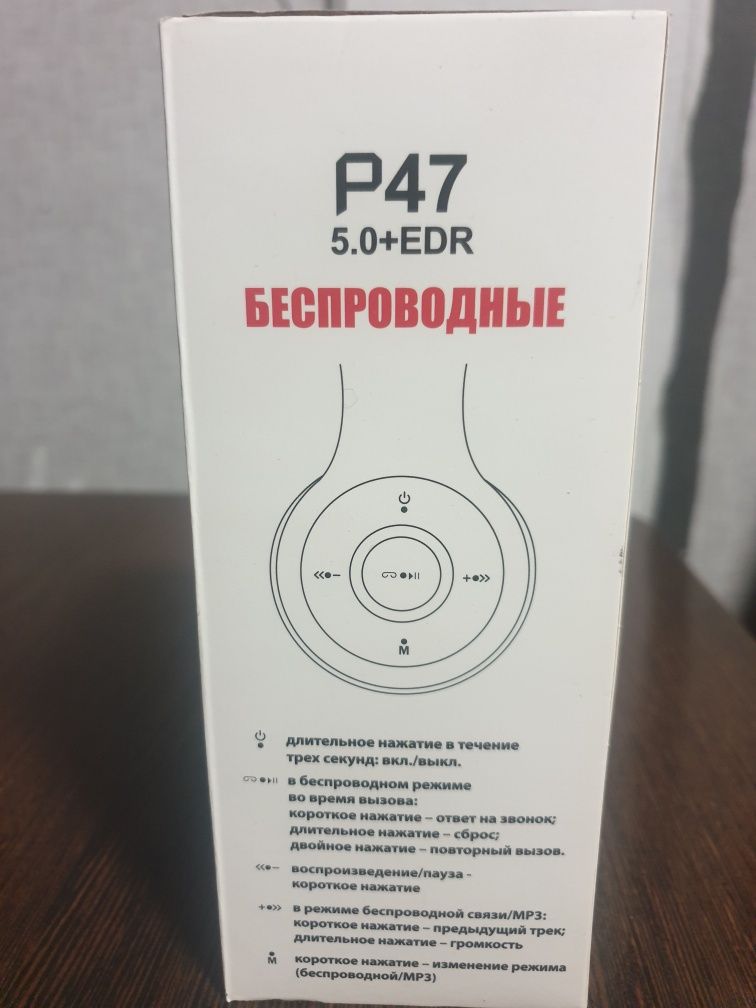 P47
5.0+EDR
БЕСПРОВОДНЫЕ
M
длительное нажатие в течение
трех секунд: вкл./выкл.
в беспроводном режиме
во время вызова:
короткое нажатие – ответ на звонок;
длительное нажатие – сброс;
двойное нажатие – повторный вызов.
воспроизведение/пауза -
короткое нажатие
в режиме беспроводной связи/MP3:
короткое нажатие – предыдущий трек;
длительное нажатие – громкость
M короткое нажатие – изменение режима
(беспроводной/MP3)